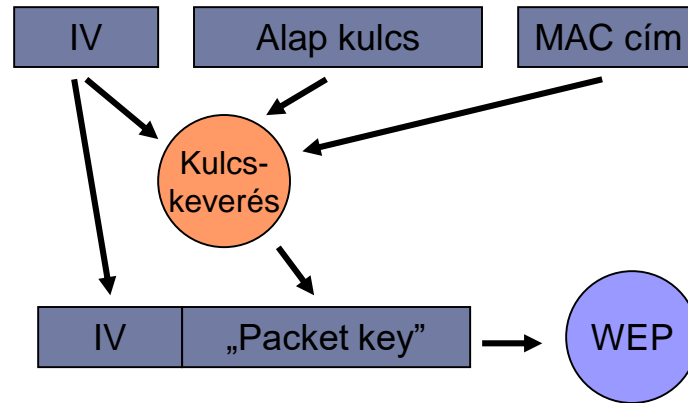 IV
Alap kulcs
MAC cím
Kulcs-
keverés
IV
„Packet key”
WEP